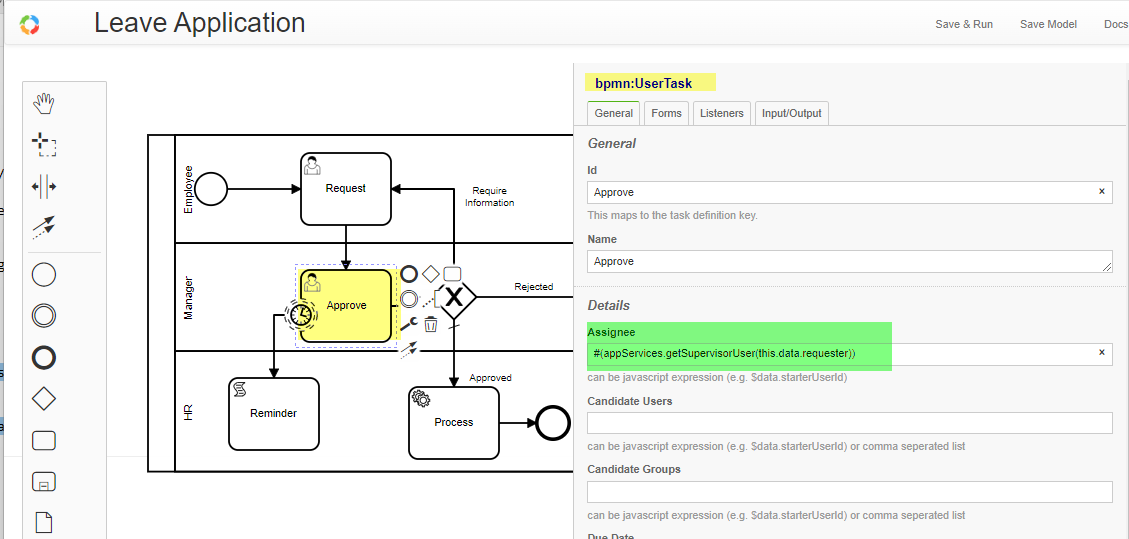 Leave Application
Save & Run
Save Model
Docs
bpmn:UserTask
General
Forms
Listeners
Input/Output
General
Id
Approve
×
This maps to the task definition key.
Name
Approve
Details
Assignee
#(appServices.getSupervisorUser(this.data.requester))
×
can be javascript expression (e.g. $data.starterUserId)
Candidate Users
can be javascript expression (e.g. $data.starterUserId) or comma seperated list
Candidate Groups
can be javascript expression (e.g. $data.starterUserId) or comma seperated list
Due Date
Employee
Request
Require
Information
Manager
Approve
Rejected
HR
Reminder
Approved
Process